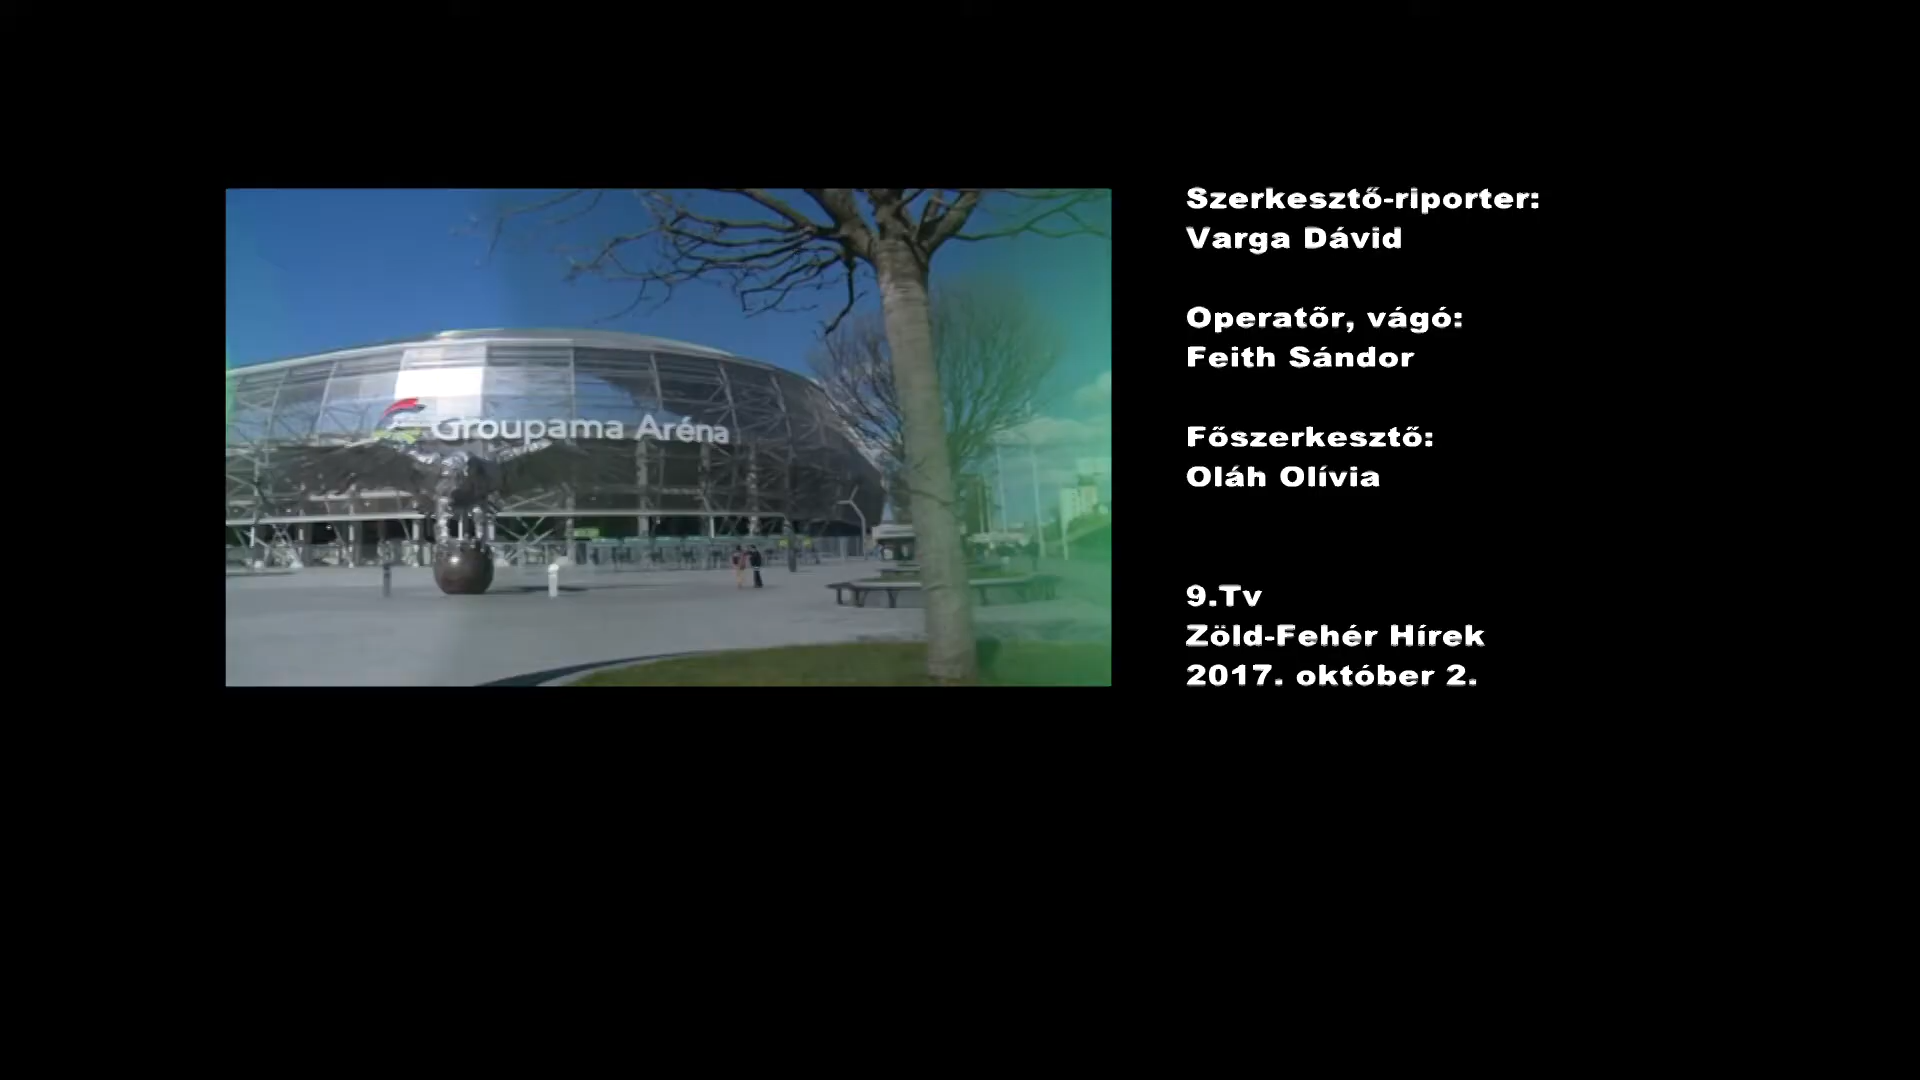 Groupama Aréna
Szerkesztő-riporter:
Varga Dávid
Operatőr, vágó:
Feith Sándor
Főszerkesztő:
Oláh Olívia
9.Tv
Zöld-Fehér Hírek
2017. október 2.